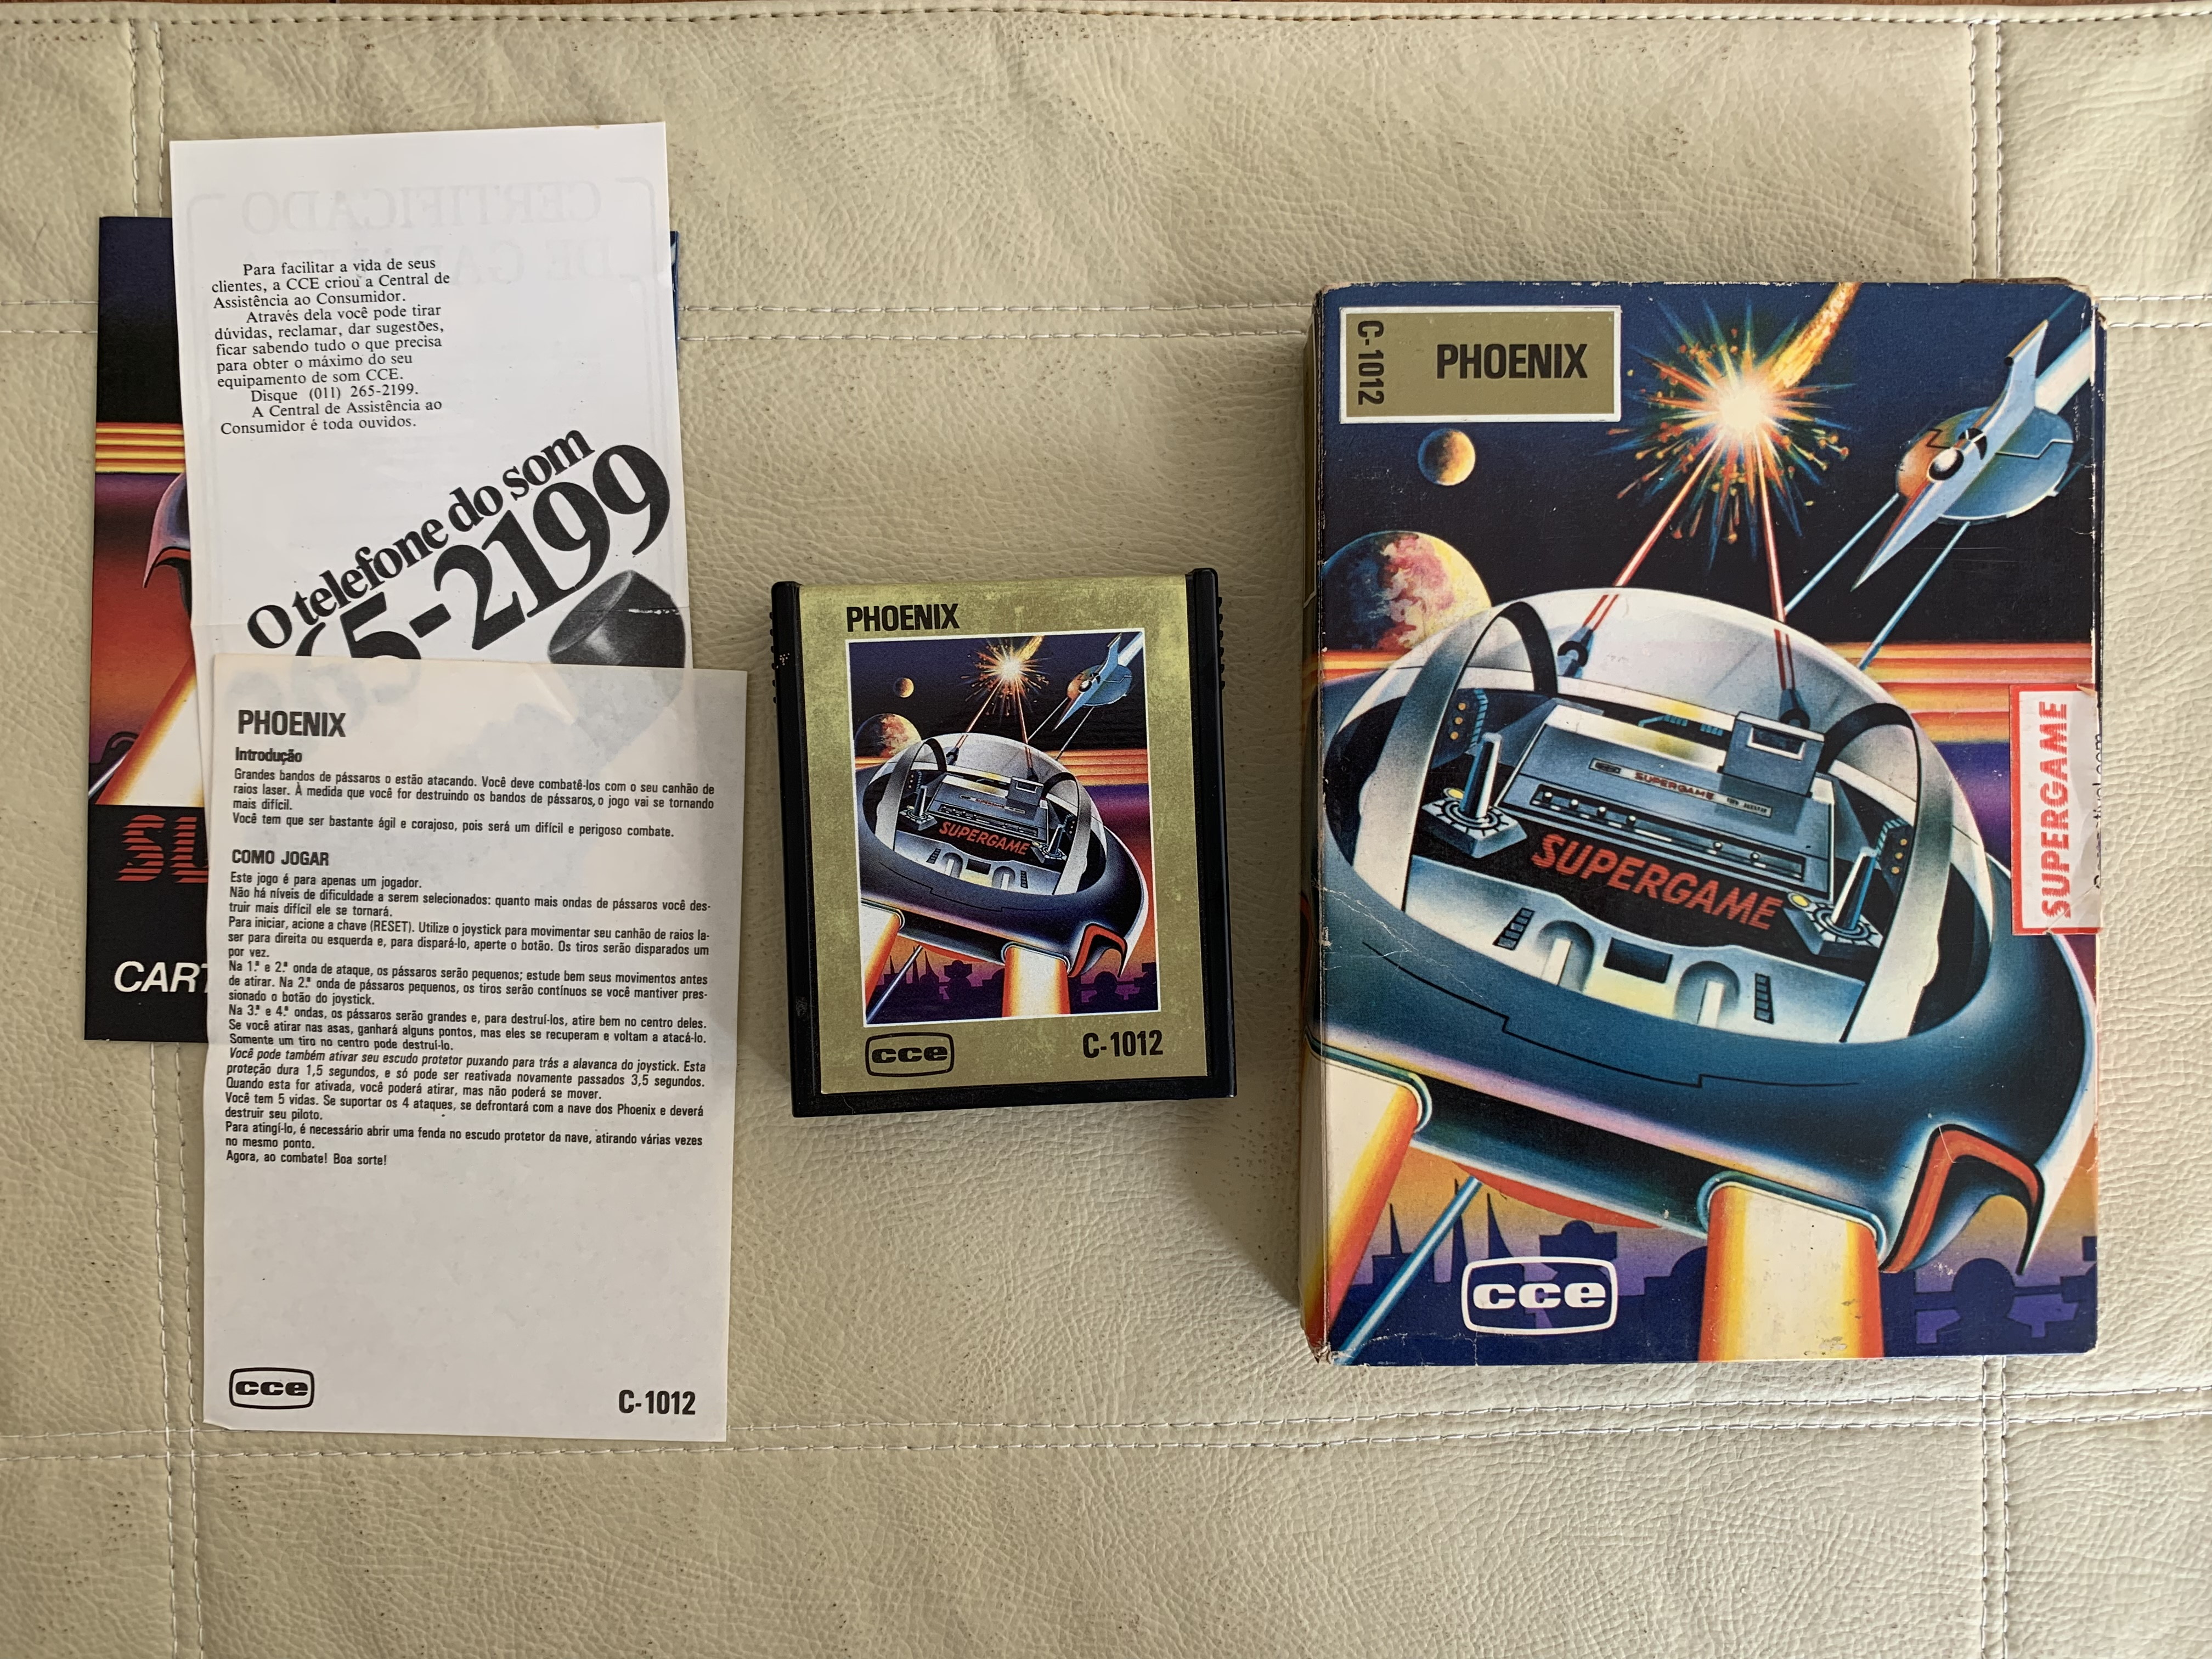 CERTIFICADO
DE
Para facilitar a vida de seus
clientes, a CCE criou a Central de
Assistência ao Consumidor.
Através dela você pode tirar
dúvidas, reclamar, dar sugestões,
ficar sabendo tudo o que precisa
para obter o máximo do seu
equipamento de som CCE.
Disque (011) 265-2199.
A Central de Assistência ao
Consumidor é toda ouvidos.
O telefone do som
65-2199
SU
CART
PHOENIX
Introdução
Grandes bandos de pássaros o estão atacando. Você deve combatê-los com o seu canhão de
raios laser. À medida que você for destruindo os bandos de pássaros, o jogo vai se tornando
mais difícil.
Você tem que ser bastante ágil e corajoso, pois será um difícil e perigoso combate.
COMO JOGAR
Este jogo é para apenas um jogador.
Não há níveis de dificuldade a serem selecionados: quanto mais ondas de pássaros você des-
truir mais difícil ele se tornará.
Para iniciar, acione a chave (RESET). Utilize o joystick para movimentar seu canhão de raios la-
ser para direita ou esquerda e, para dispará-lo, aperte o botão. Os tiros serão disparados um
por vez.
Na 1.ª e 2.ª onda de ataque, os pássaros serão pequenos; estude bem seus movimentos antes
de atirar. Na 2.ª onda de pássaros pequenos, os tiros serão contínuos se você mantiver pres-
sionado o botão do joystick.
Na 3.ª e 4.ª ondas, os pássaros serão grandes e, para destruí-los, atire bem no centro deles.
Se você atirar nas asas, ganhará alguns pontos, mas eles se recuperam e voltam a atacá-lo.
Somente um tiro no centro pode destruí-lo.
Você pode também ativar seu escudo protetor puxando para trás a alavanca do joystick. Esta
proteção dura 1,5 segundos, e só pode ser reativada novamente passados 3,5 segundos.
Quando esta for ativada, você poderá atirar, mas não poderá se mover.
Você tem 5 vidas. Se suportar os 4 ataques, se defrontará com a nave dos Phoenix e deverá
destruir seu piloto.
Para atingí-lo, é necessário abrir uma fenda no escudo protetor da nave, atirando várias vezes
no mesmo ponto.
Agora, ao combate! Boa sorte!
cce
C-1012
PHOENIX
SUPERGAME
cce
C-1012
C-1012
PHOENIX
SUPERGAME
SUPERGAME
SUPERGAME
cce